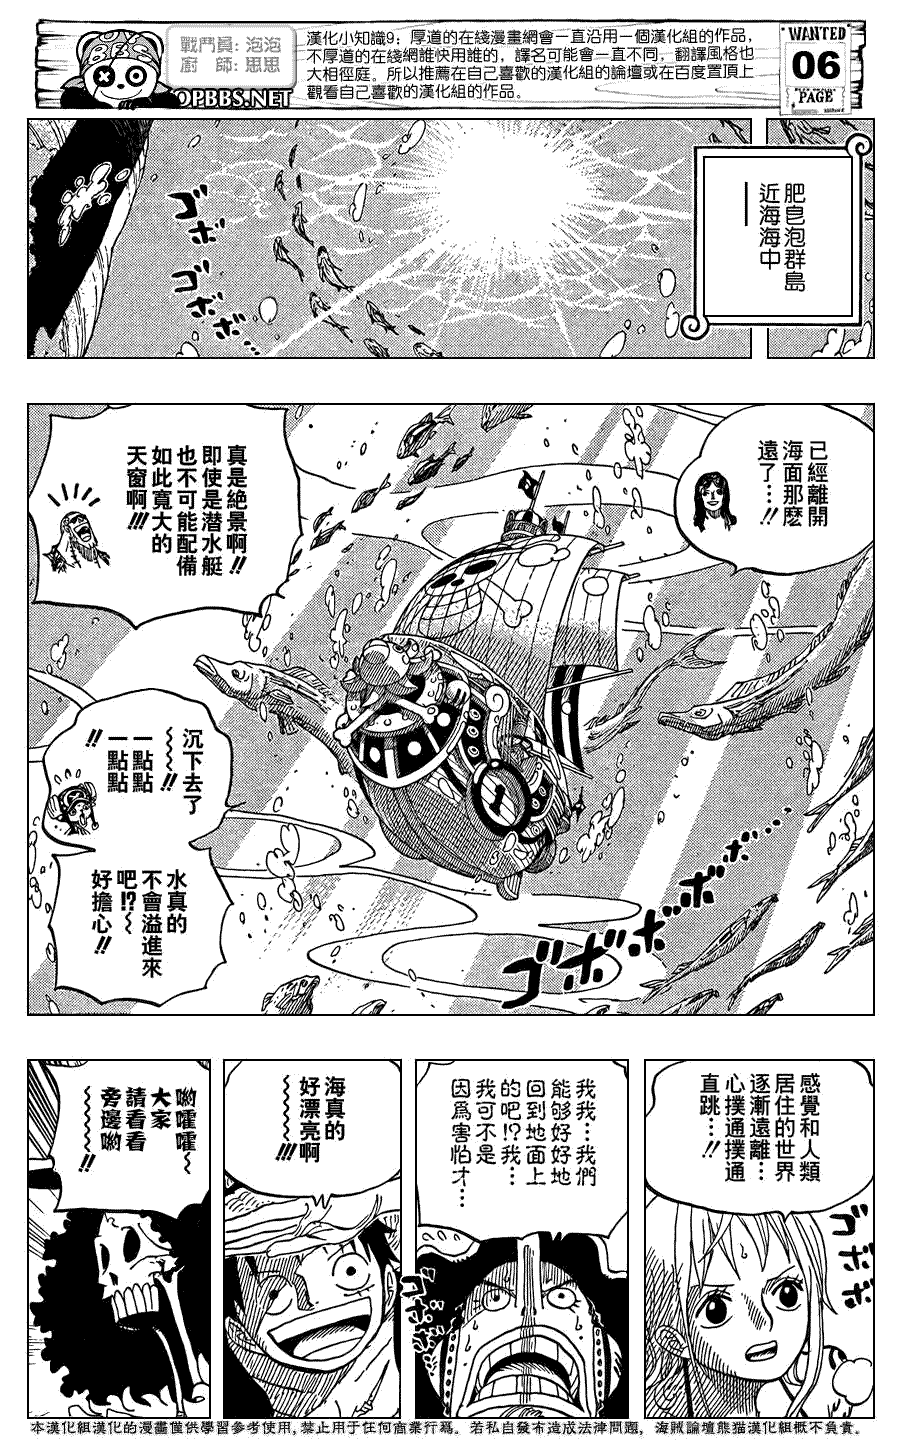 戰鬥員: 泡泡
廚　師: 思思
OPBBS.NET
漢化小知識9; 厚道的在綫漫畫網會一直沿用一個漢化組的作品,
不厚道的在綫網誰快用誰的, 譯名可能會一直不同, 翻譯風格也
大相徑庭。所以推薦在自己喜歡的漢化組的論壇或在百度置頂上
觀看自己喜歡的漢化組的作品。
WANTED
06
PAGE
肥皂泡群島
近海海中
——
ゴボゴボ…
已經離開
海面那麽
遠了…!!
真是絶景啊!!
即使是潜水艇
也不可能配備
如此寬大的
天窗啊!!!
沉下去了
~~~!!
一點點
一點點
!!
水真的
不會溢進來
吧!?~
好擔心!!
1
ゴボボボボ…
感覺和人類
居住的世界
逐漸遠離…
心撲通撲通
直跳…!!
ゴボボ
我我…我們
能够好好地
回到地面上
的吧!?我…
我可不是
因爲害怕才…
ゴボボ
海真的
好漂亮啊
~~~!!!
喲嚯嚯~
大家
請看看
旁邊喲
~~~~!!
本漢化組漢化的漫畫僅供學習參考使用, 禁止用于任何商業行爲。若私自發布造成法律問題, 海賊論壇熊猫漢化組概不負責。